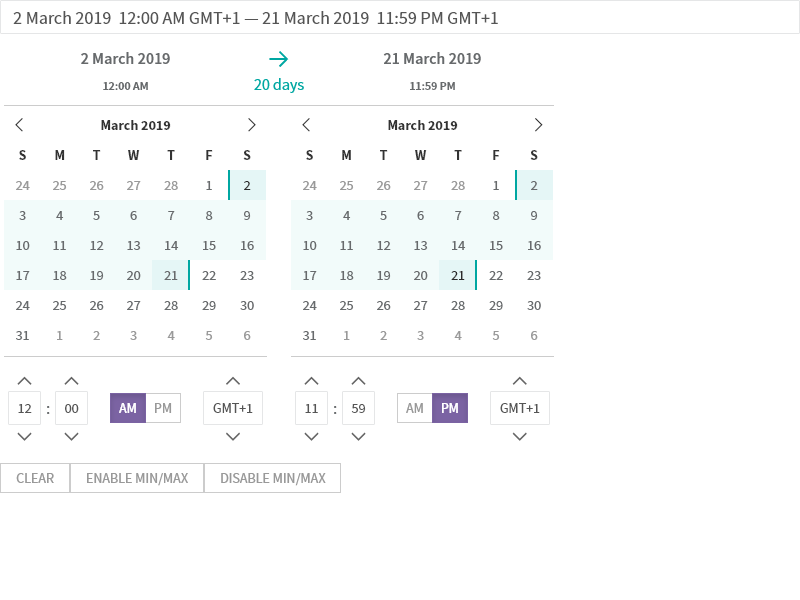 2 March 2019 12:00 AM GMT+1 — 21 March 2019 11:59 PM GMT+1
2 March 2019
12:00 AM
20 days
21 March 2019
11:59 PM
March 2019
S M T W T F S
24 25 26 27 28 1 2
3 4 5 6 7 8 9
10 11 12 13 14 15 16
17 18 19 20 21 22 23
24 25 26 27 28 29 30
31 1 2 3 4 5 6
12 : 00 AM PM GMT+1
March 2019
S M T W T F S
24 25 26 27 28 1 2
3 4 5 6 7 8 9
10 11 12 13 14 15 16
17 18 19 20 21 22 23
24 25 26 27 28 29 30
31 1 2 3 4 5 6
11 : 59 AM PM GMT+1
CLEAR ENABLE MIN/MAX DISABLE MIN/MAX